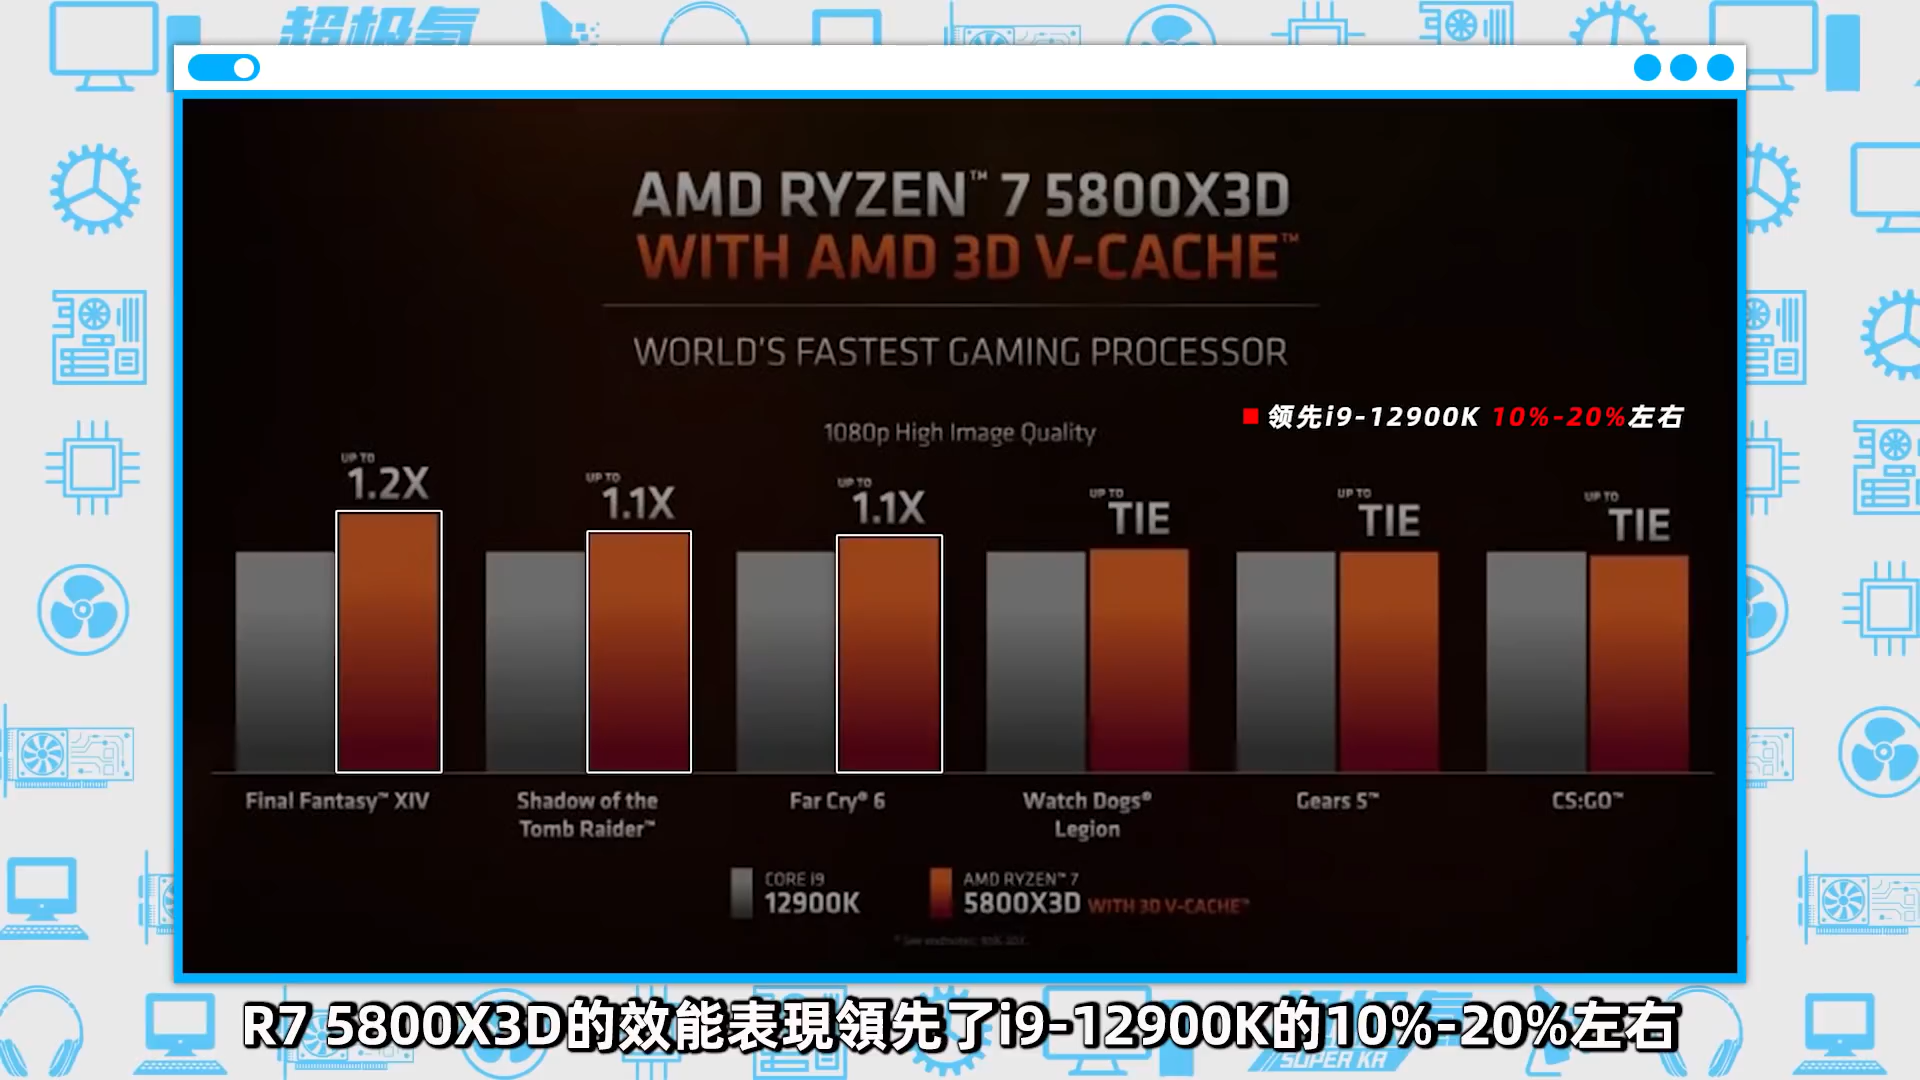 超极氪
AMD RYZEN™ 7 5800X3D
WITH AMD 3D V-CACHE™
WORLD'S FASTEST GAMING PROCESSOR
领先i9-12900K 10%-20%左右
1080p High Image Quality
UP TO
1.2X
UP TO
1.1X
UP TO
1.1X
UP TO
TIE
UP TO
TIE
UP TO
TIE
Final Fantasy™ XIV
Shadow of the
Tomb Raider™
Far Cry® 6
Watch Dogs®
Legion
Gears 5™
CS:GO™
CORE i9
12900K
AMD RYZEN™ 7
5800X3D WITH 3D V-CACHE™
R7 5800X3D的效能表現領先了i9-12900K的10%-20%左右
SUPER KR